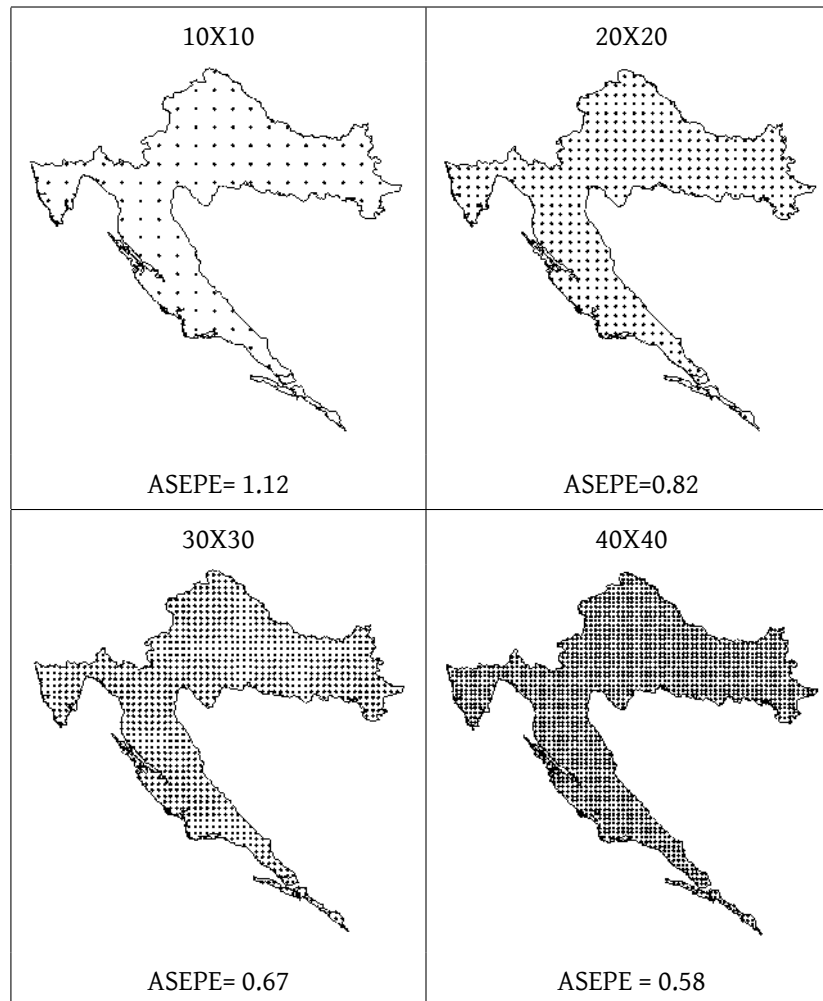 10X10
20X20
ASEPE= 1.12
ASEPE=0.82
30X30
40X40
ASEPE= 0.67
ASEPE = 0.58